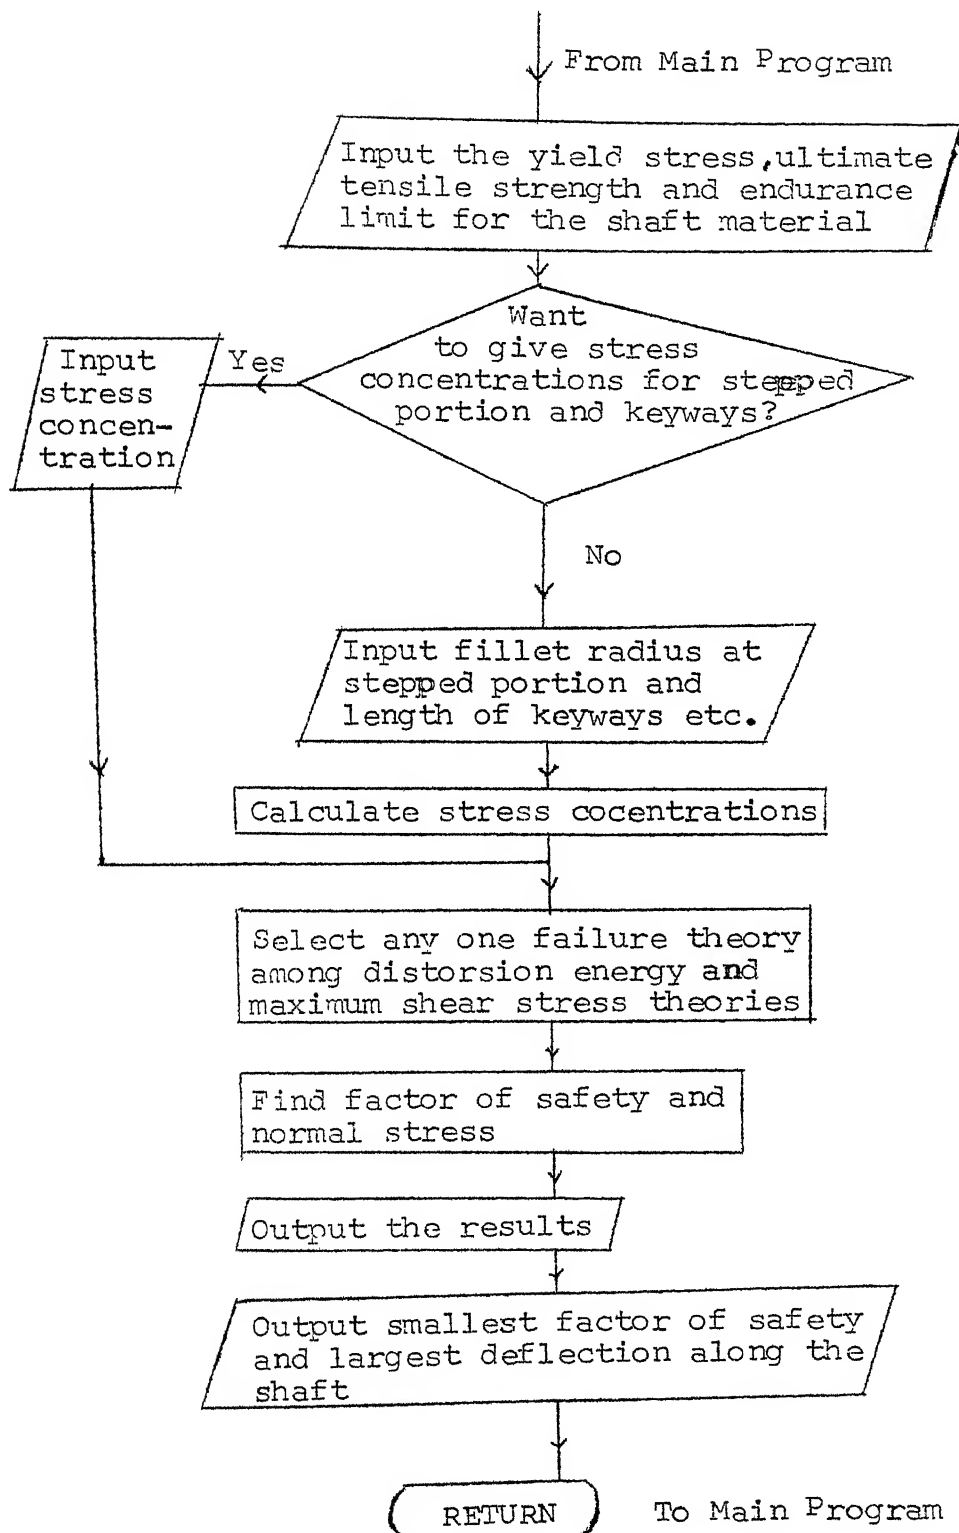 From Main Program
Input the yield stress,ultimate
tensile strength and endurance
limit for the shaft material
Want
to give stress
concentrations for stepped
portion and keyways?
Yes
Input
stress
concen-
tration
No
Input fillet radius at
stepped portion and
length of keyways etc.
Calculate stress cocentrations
Select any one failure theory
among distorsion energy and
maximum shear stress theories
Find factor of safety and
normal stress
Output the results
Output smallest factor of safety
and largest deflection along the
shaft
RETURN
To Main Program